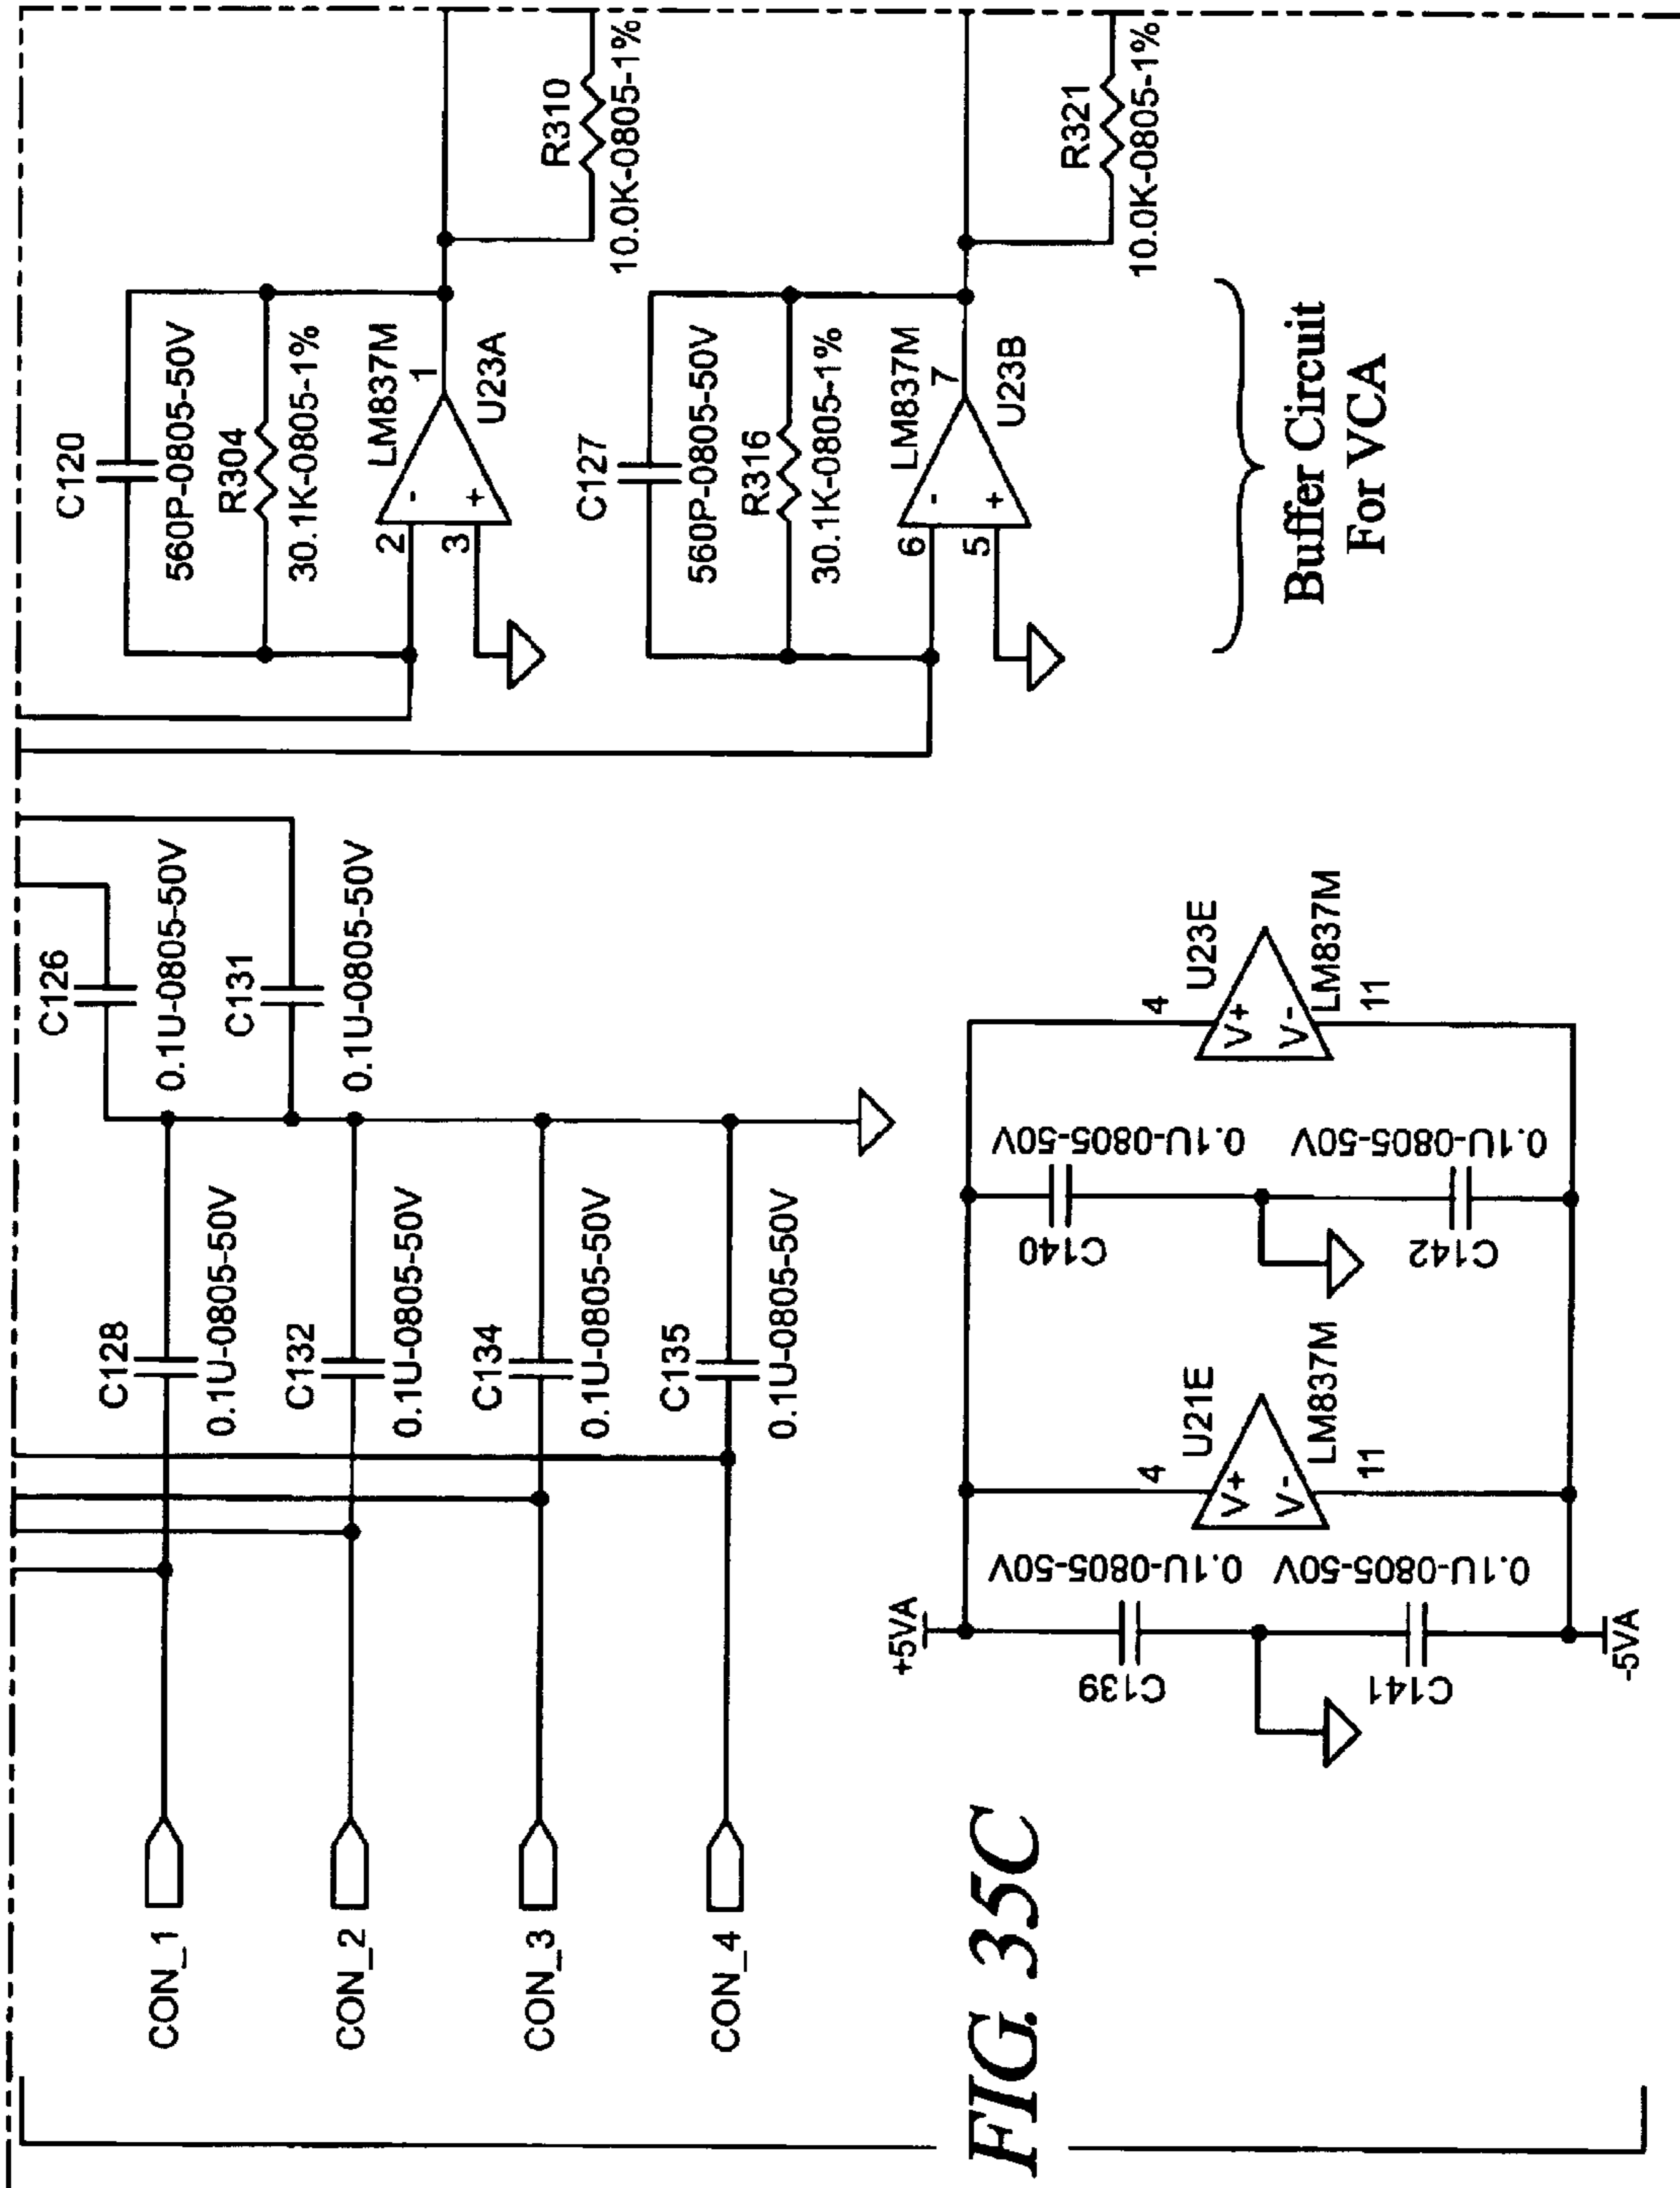 C120
560P-0805-50V
R304
30.1K-0805-1%
LM837M
2
3
-
+
1
U23A
R310
10.0K-0805-1%
C127
560P-0805-50V
R316
30.1K-0805-1%
LM837M
6
5
-
+
7
U23B
R321
10.0K-0805-1%
Buffer Circuit
For VCA
C126
0.1U-0805-50V
C131
0.1U-0805-50V
C128
0.1U-0805-50V
C132
0.1U-0805-50V
C134
0.1U-0805-50V
C135
0.1U-0805-50V
CON_1
CON_2
CON_3
CON_4
+5VA
C139
0.1U-0805-50V
C141
0.1U-0805-50V
-5VA
4
U21E
V+
V-
LM837M
11
C140
0.1U-0805-50V
C142
0.1U-0805-50V
4
U23E
V+
V-
LM837M
11
FIG. 35C